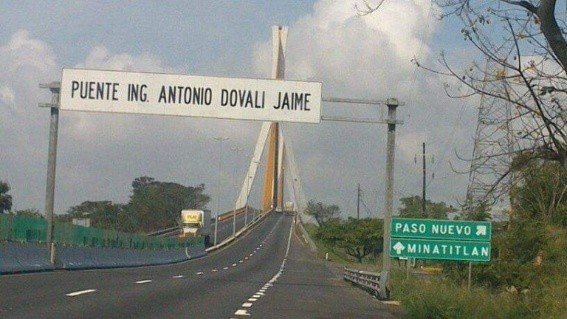 PUENTE ING. ANTONIO DOVALI JAIME
PASO NUEVO
MINATITLAN